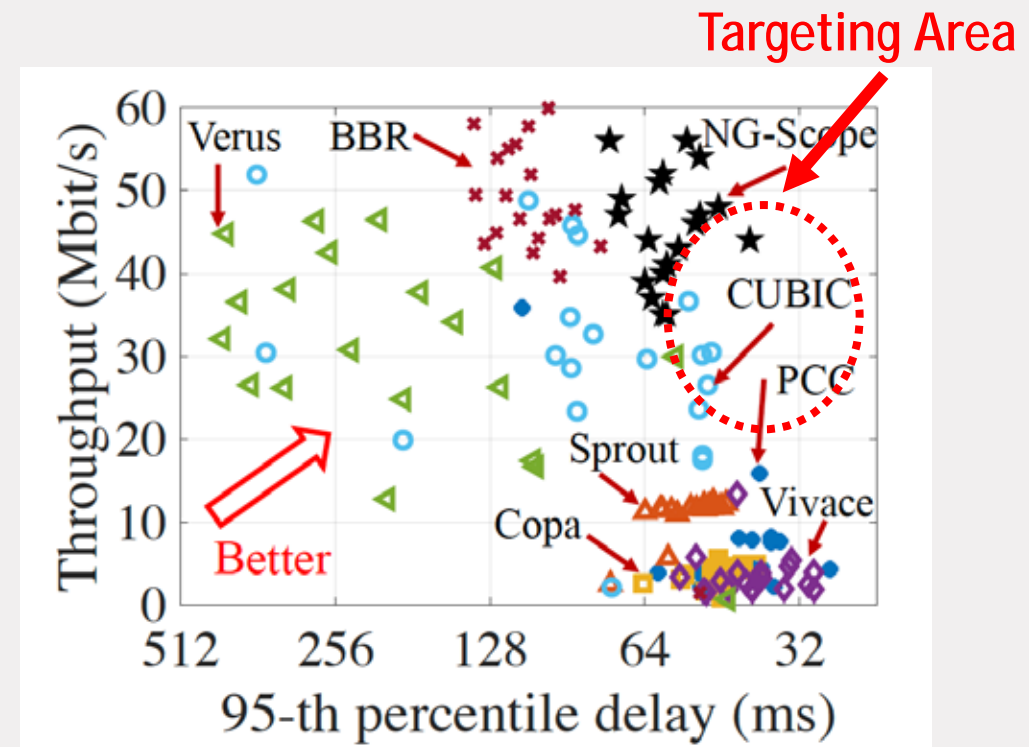 Targeting Area
60
50
40
30
20
10
0
Throughput (Mbit/s)
Verus
BBR
NG-Scope
CUBIC
PCC
Sprout
Vivace
Copa
Better
512
256
128
64
32
95-th percentile delay (ms)